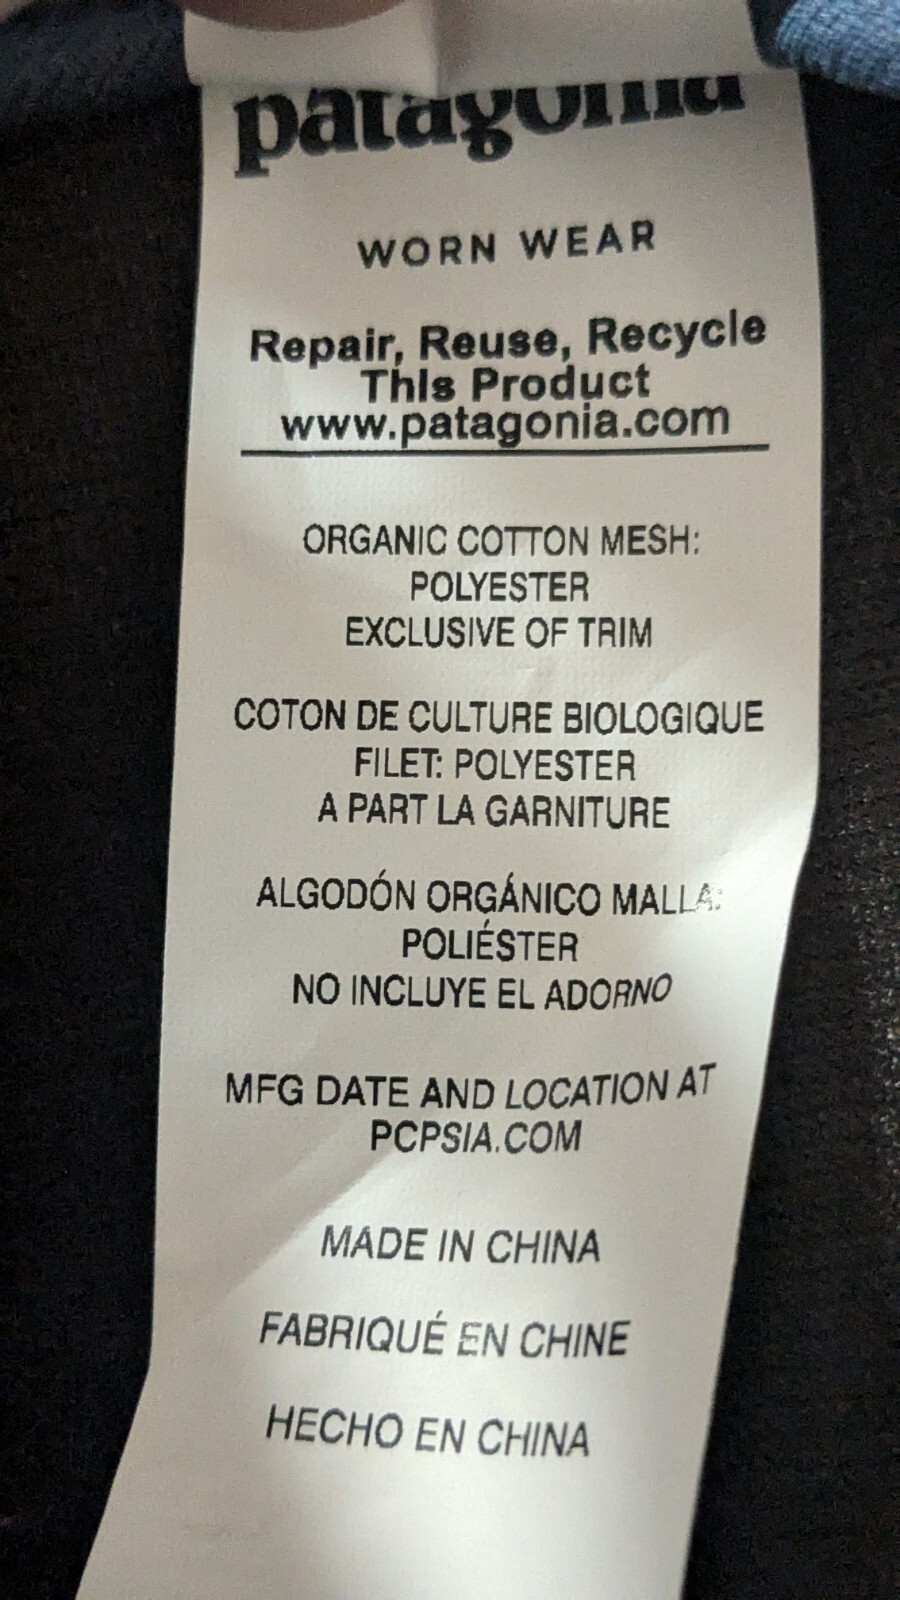 patagonia
WORN WEAR
Repair, Reuse, Recycle
ThIs Product
www.patagonia.com
ORGANIC COTTON MESH:
POLYESTER
EXCLUSIVE OF TRIM
COTON DE CULTURE BIOLOGIQUE
FILET: POLYESTER
A PART LA GARNITURE
ALGODÓN ORGÁNICO MALLA:
POLIÉSTER
NO INCLUYE EL ADORNO
MFG DATE AND LOCATION AT
PCPSIA.COM
MADE IN CHINA
FABRIQUÉ EN CHINE
HECHO EN CHINA